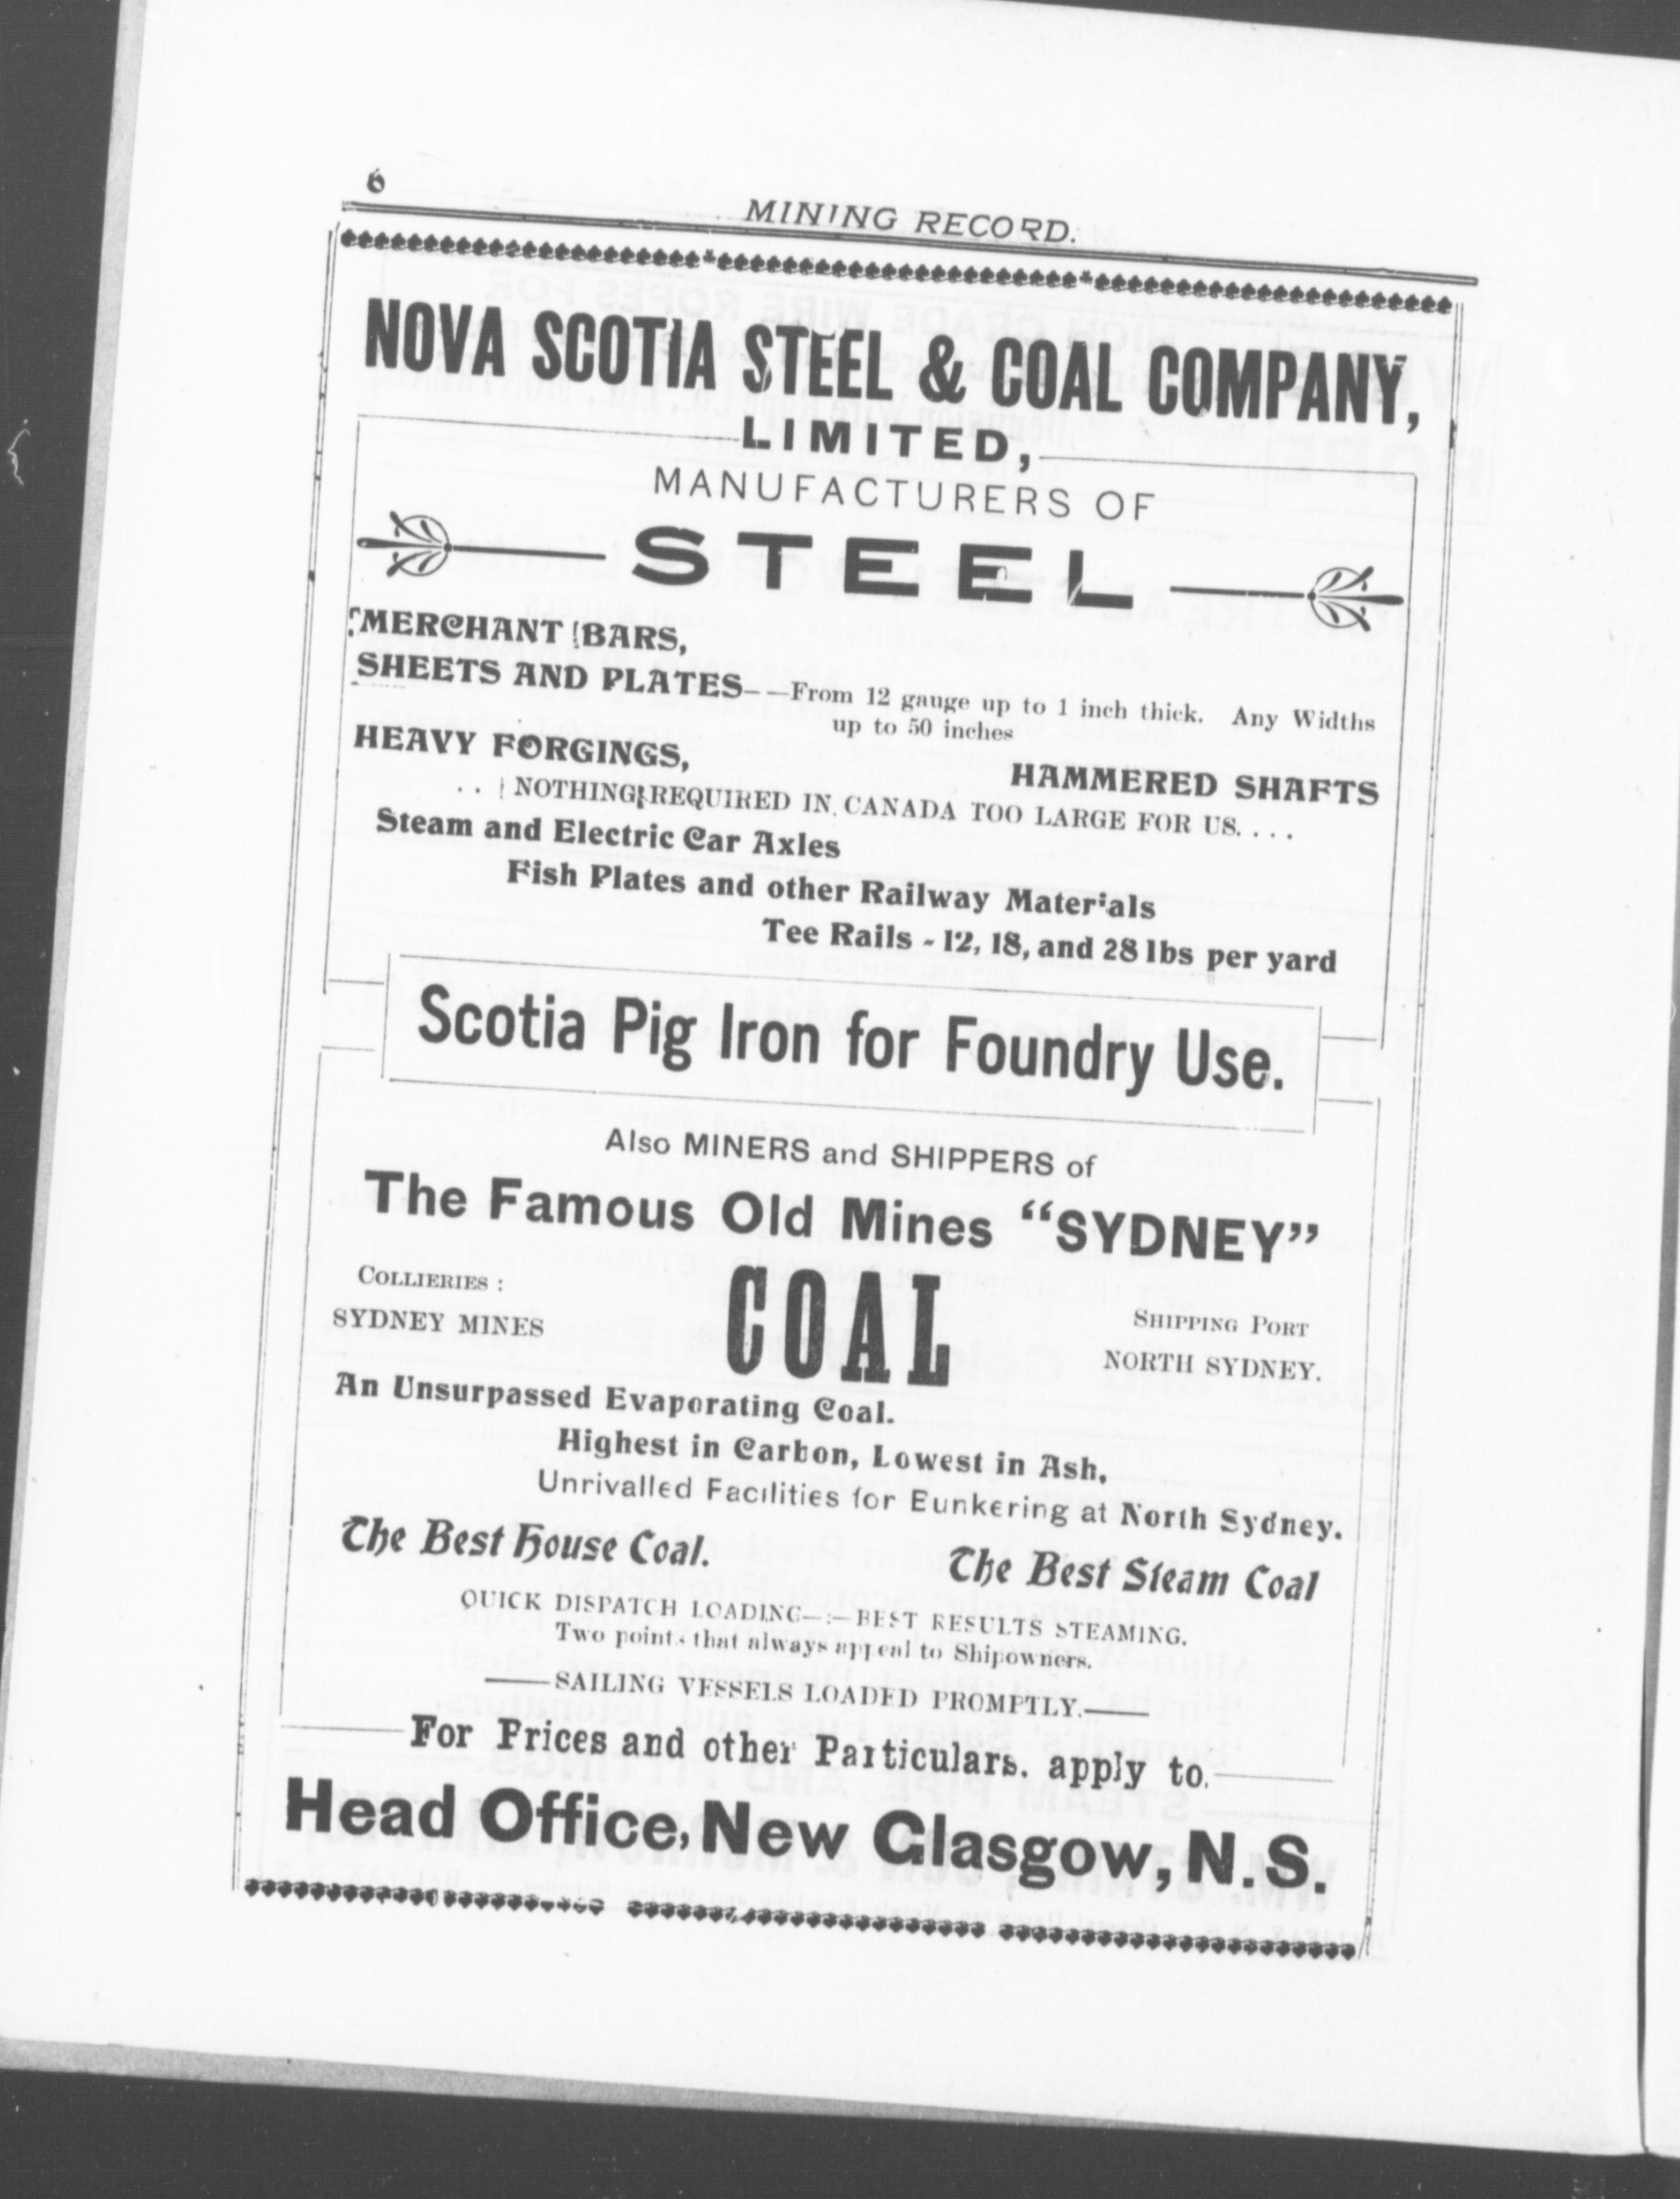 6
MINING RECORD.
NOVA SCOTIA STEEL & COAL COMPANY,
LIMITED,
MANUFACTURERS OF
STEEL
MERCHANT BARS,
SHEETS AND PLATES——From 12 gauge up to 1 inch thick. Any Widths
up to 50 inches
HEAVY FORGINGS,
HAMMERED SHAFTS
. . NOTHING REQUIRED IN CANADA TOO LARGE FOR US. . . .
Steam and Electric Car Axles
Fish Plates and other Railway Materials
Tee Rails - 12, 18, and 28 lbs per yard
Scotia Pig Iron for Foundry Use.
Also MINERS and SHIPPERS of
The Famous Old Mines "SYDNEY"
COLLIERIES :
SYDNEY MINES
COAL
SHIPPING PORT
NORTH SYDNEY.
An Unsurpassed Evaporating Coal.
Highest in Carbon, Lowest in Ash,
Unrivalled Facilities for Bunkering at North Sydney.
The Best House Coal.
The Best Steam Coal
QUICK DISPATCH LOADING—:—BEST RESULTS STEAMING.
Two points that always appeal to Shipowners.
——SAILING VESSELS LOADED PROMPTLY.——
For Prices and other Particulars, apply to
Head Office, New Glasgow, N.S.